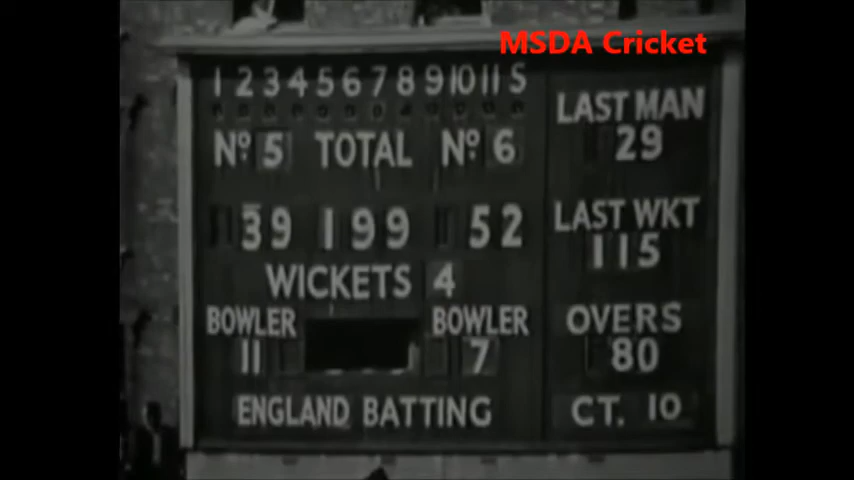 MSDA Cricket
1 2 3 4 5 6 7 8 9 10 11 S
Nº 5 TOTAL Nº 6
39 199 52
WICKETS 4
BOWLER BOWLER
11 7
ENGLAND BATTING
LAST MAN
29
LAST WKT
115
OVERS
80
CT. 10